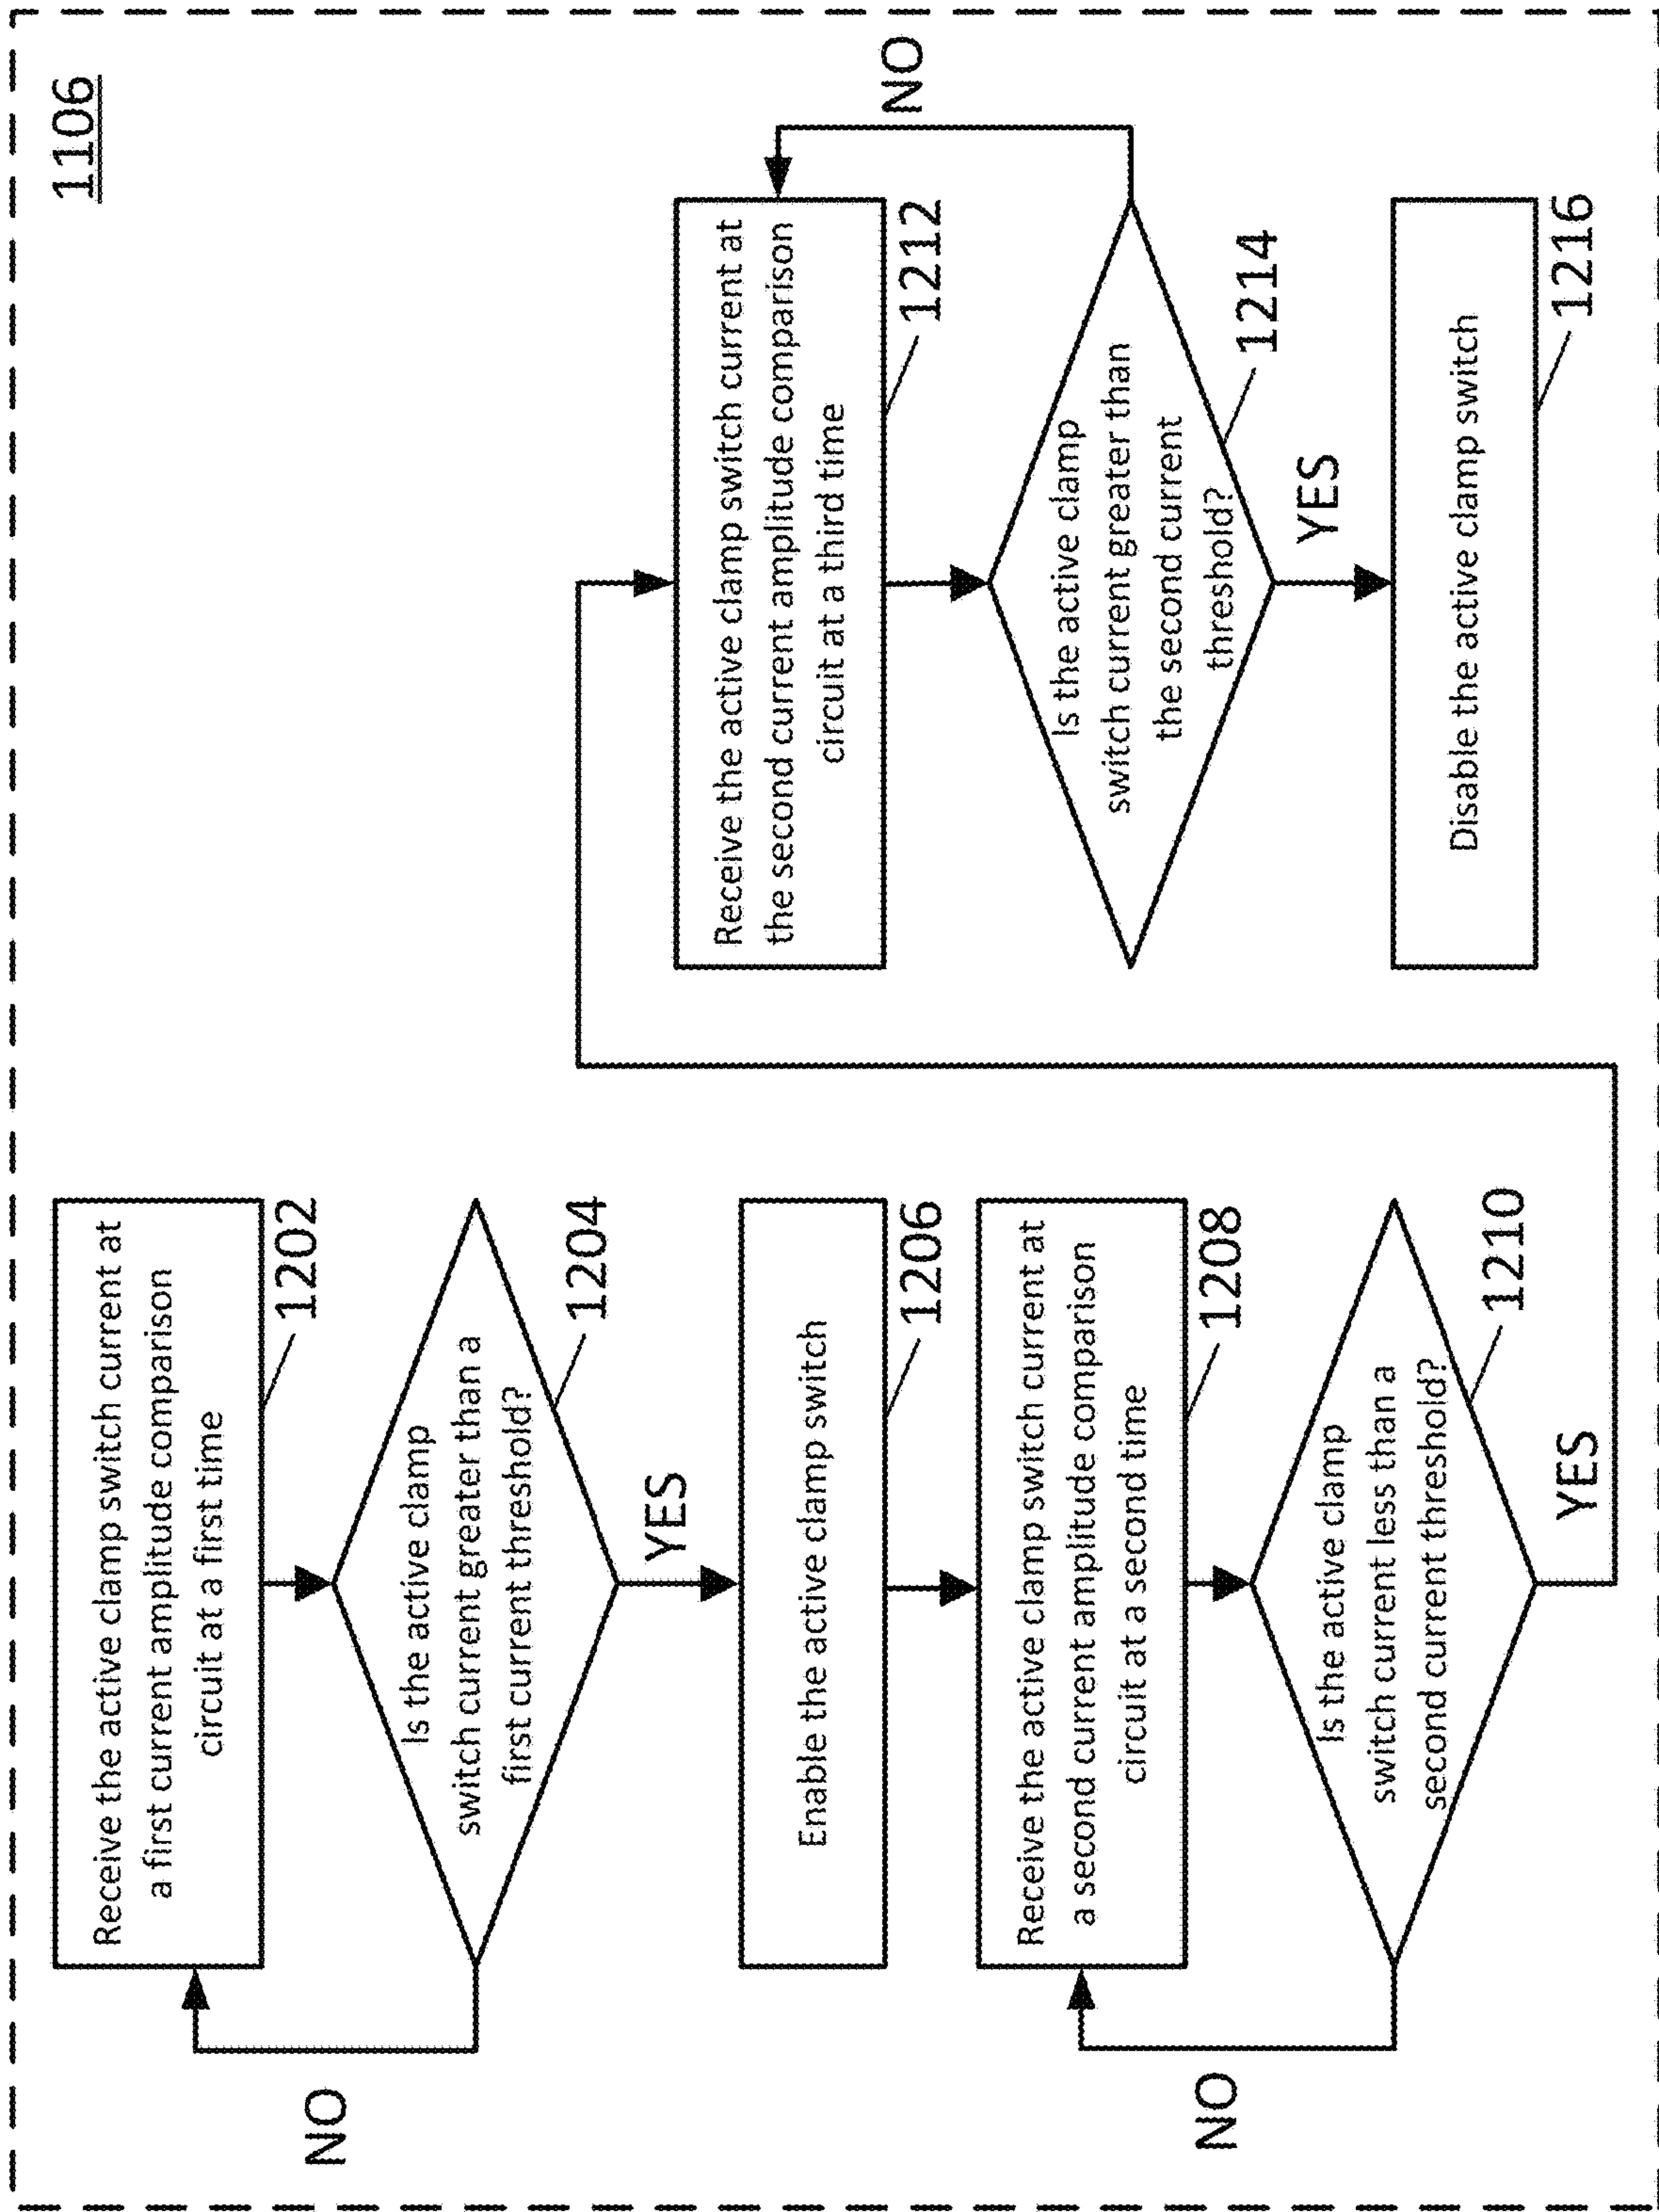 1106
Receive the active clamp switch current at
a first current amplitude comparison
circuit at a first time
1202
Is the active clamp
switch current greater than a
first current threshold?
1204
NO
YES
Enable the active clamp switch
1206
Receive the active clamp switch current at
a second current amplitude comparison
circuit at a second time
1208
Is the active clamp
switch current less than a
second current threshold?
1210
NO
YES
Receive the active clamp switch current at
the second current amplitude comparison
circuit at a third time
1212
Is the active clamp
switch current greater than
the second current
threshold?
1214
NO
YES
Disable the active clamp switch
1216